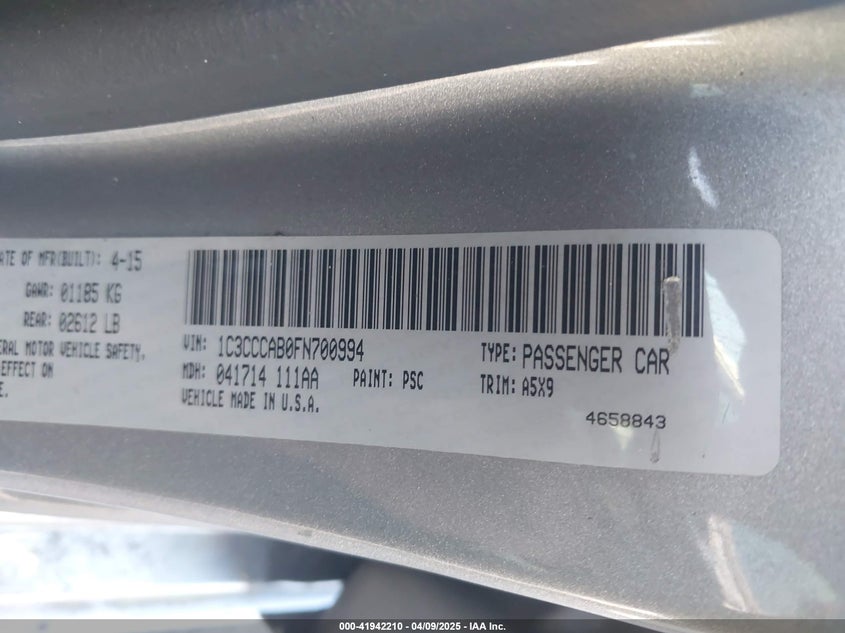 ATE OF MFR(BUILT): 4-15
GAWR: 01185 KG
REAR: 02612 LB
ERAL MOTOR VEHICLE SAFETY,
EFFECT ON
E.
VIN: 1C3CCCAB0FN700994
TYPE: PASSENGER CAR
MDH: 041714 111AA
PAINT: PSC
TRIM: A5X9
VEHICLE MADE IN U.S.A.
4658843
000-41942210 - 04/09/2025 - IAA Inc.